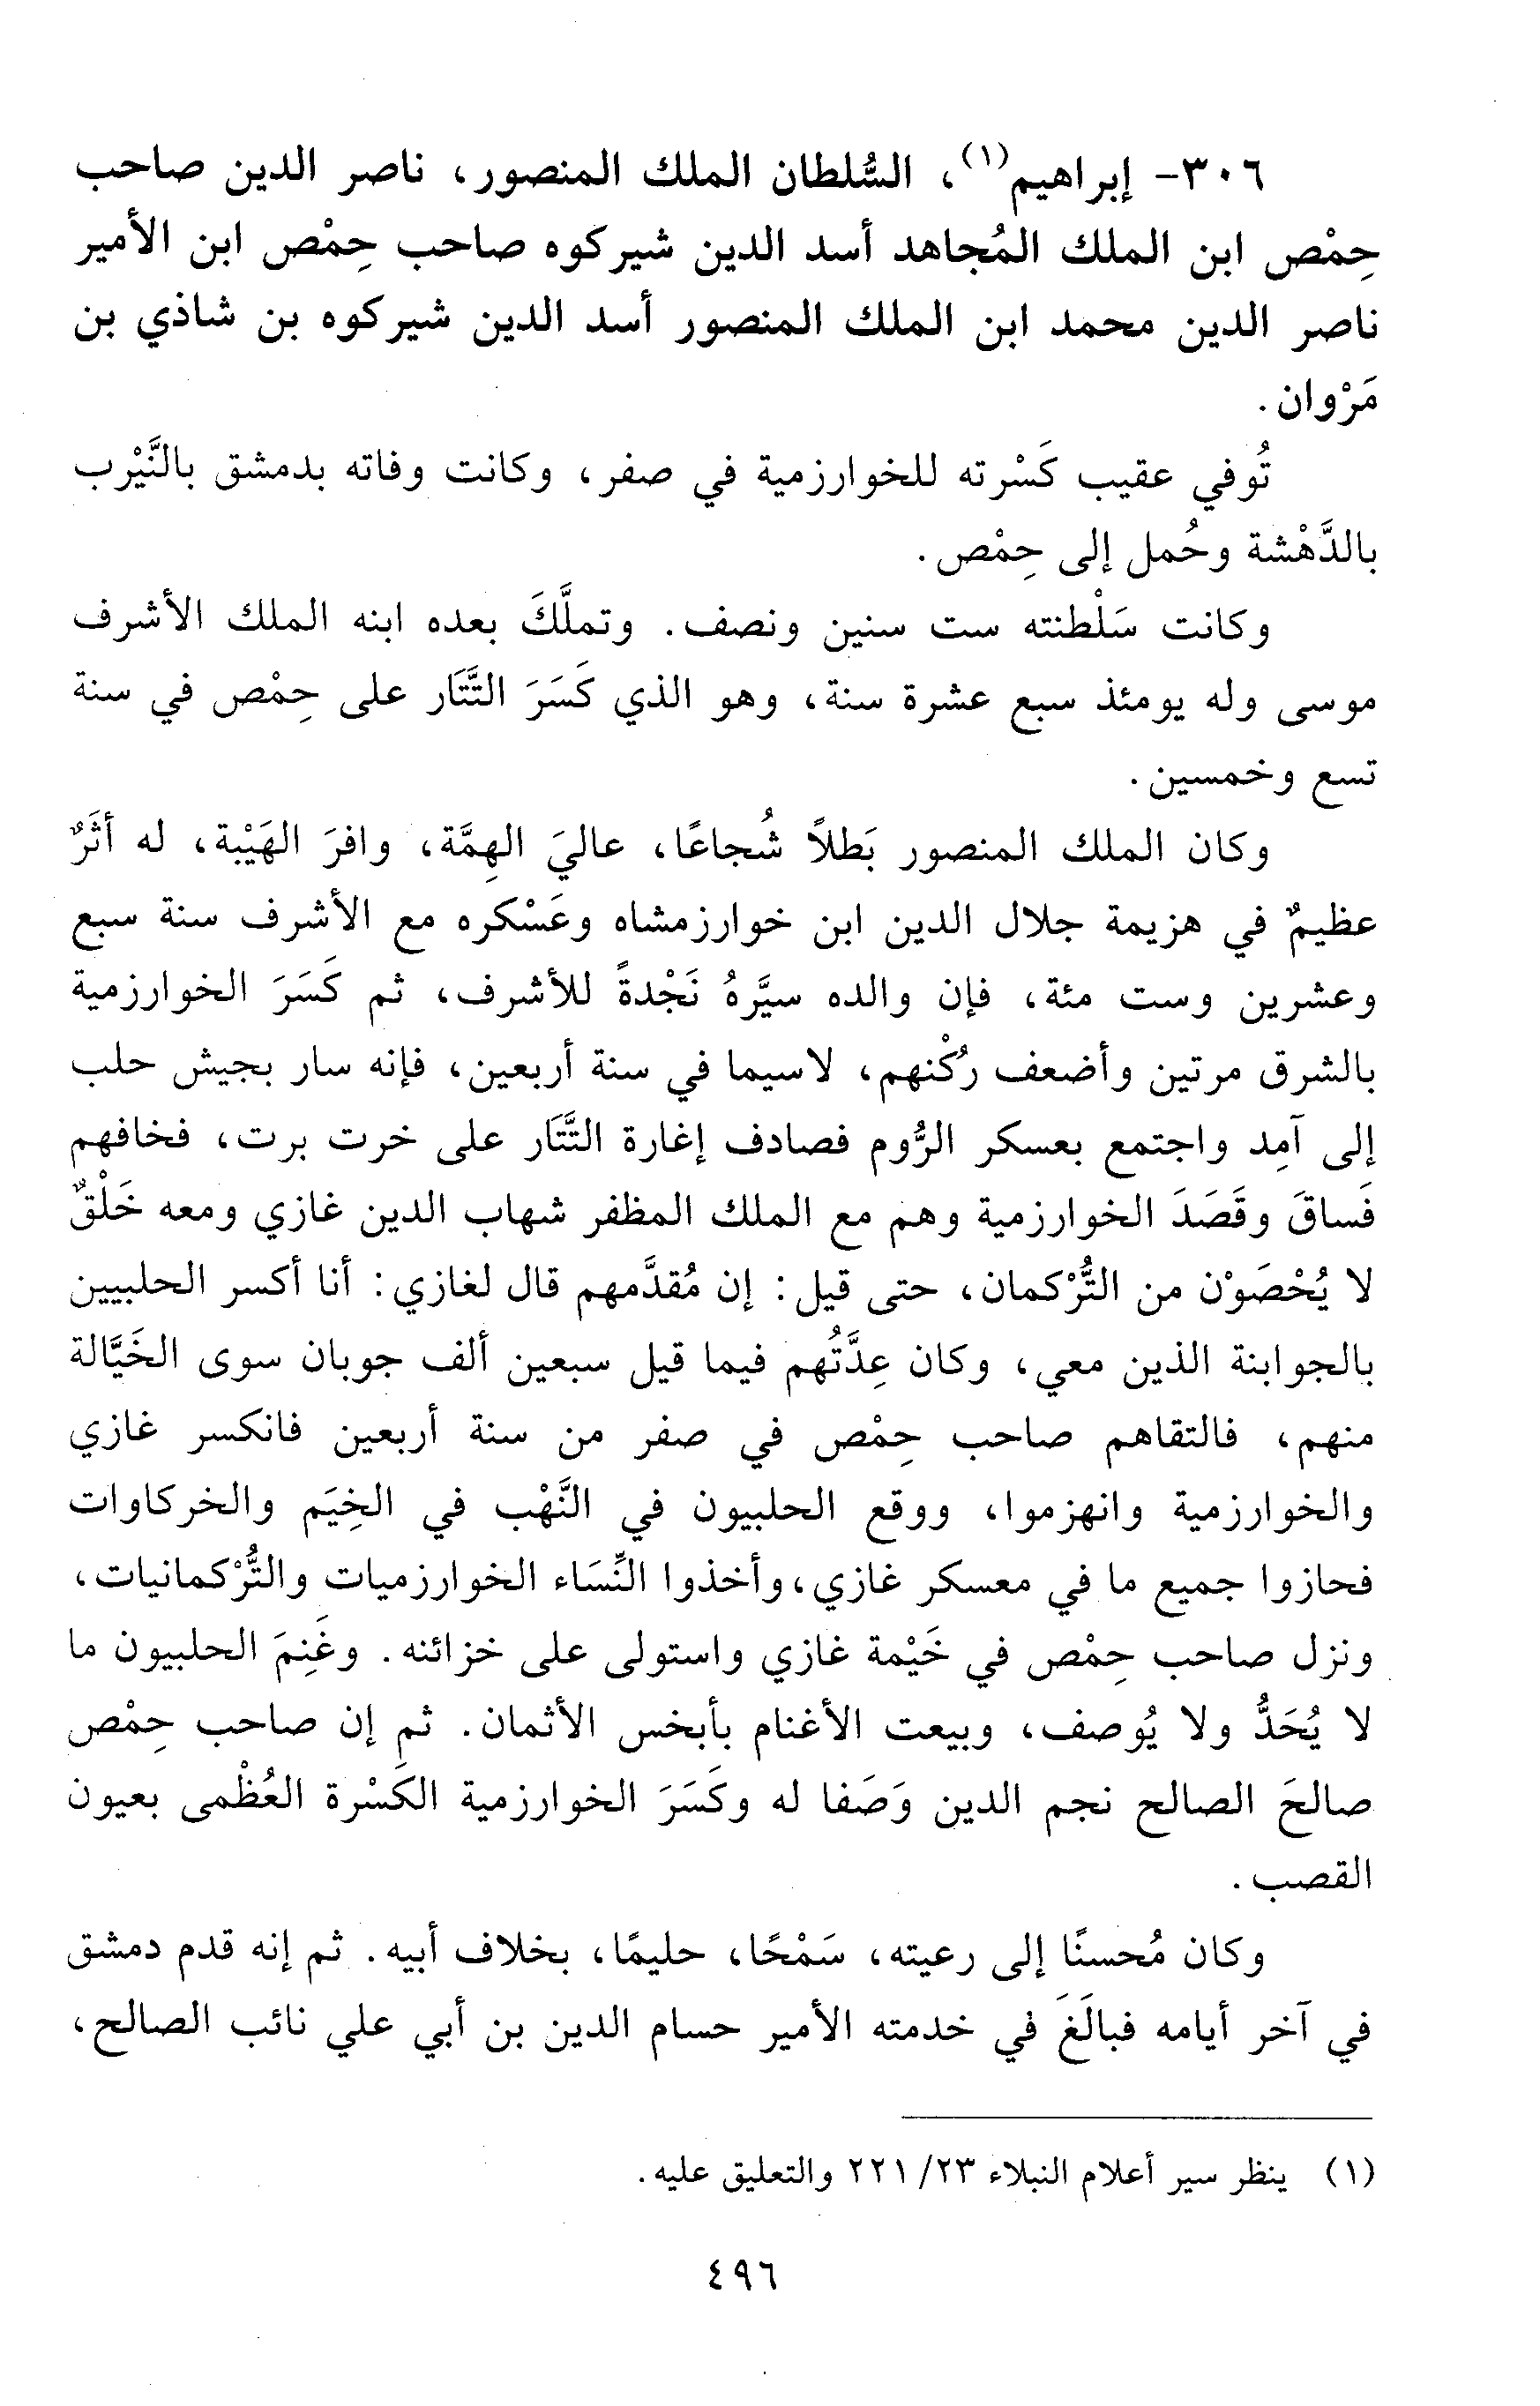 ٣٠٦- إبراهيم(١)، السُّلطان الملك المنصور، ناصر الدين صاحب
حِمْص ابن الملك المُجاهد أسد الدين شيركوه صاحب حِمْص ابن الأمير
ناصر الدين محمد ابن الملك المنصور أسد الدين شيركوه بن شاذي بن
مَرْوان.
تُوفي عقيب كَسْرته للخوارزمية في صفر، وكانت وفاته بدمشق بالنَّيْرب
بالدَّهْشة وحُمل إلى حِمْص.
وكانت سَلْطنته ست سنين ونصف. وتملَّكَ بعده ابنه الملك الأشرف
موسى وله يومئذ سبع عشرة سنة، وهو الذي كَسَرَ التَّتَار على حِمْص في سنة
تسع وخمسين.
وكان الملك المنصور بَطلاً شُجاعًا، عاليَ الهِمَّة، وافرَ الهَيْبة، له أثَرٌ
عظيمٌ في هزيمة جلال الدين ابن خوارزمشاه وعَسْكره مع الأشرف سنة سبع
وعشرين وست مئة، فإن والده سيَّرهُ نَجْدةً للأشرف، ثم كَسَرَ الخوارزمية
بالشرق مرتين وأضعف رُكْنهم، لاسيما في سنة أربعين، فإنه سار بجيش حلب
إلى آمِد واجتمع بعسكر الرُّوم فصادف إغارة التَّتَار على خرت برت، فخافهم
فَساقَ وقَصَدَ الخوارزمية وهم مع الملك المظفر شهاب الدين غازي ومعه خَلْقٌ
لا يُحْصَوْن من التُّرْكمان، حتى قيل: إن مُقدَّمهم قال لغازي: أنا أكسر الحلبيين
بالجوابنة الذين معي، وكان عِدَّتُهم فيما قيل سبعين ألف جوبان سوى الخَيَّالة
منهم، فالتقاهم صاحب حِمْص في صفر من سنة أربعين فانكسر غازي
والخوارزمية وانهزموا، ووقع الحلبيون في النَّهْب في الخِيَم والخركاوات
فحازوا جميع ما في معسكر غازي، وأخذوا النِّسَاء الخوارزميات والتُّرْكمانيات،
ونزل صاحب حِمْص في خَيْمة غازي واستولى على خزائنه. وغَنِمَ الحلبيون ما
لا يُحَدُّ ولا يُوصف، وبيعت الأغنام بأبخس الأثمان. ثم إن صاحب حِمْص
صالحَ الصالح نجم الدين وَصَفا له وكَسَرَ الخوارزمية الكَسْرة العُظْمى بعيون
القصب.
وكان مُحسنًا إلى رعيته، سَمْحًا، حليمًا، بخلاف أبيه. ثم إنه قدم دمشق
في آخر أيامه فبالَغَ في خدمته الأمير حسام الدين بن أبي علي نائب الصالح،
(١) ينظر سير أعلام النبلاء ٢٣/ ٢٢١ والتعليق عليه.
٤٩٦